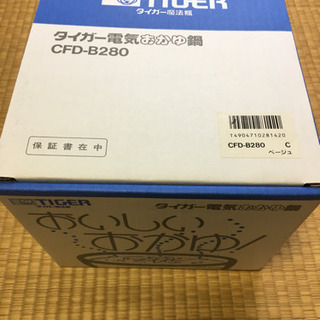 TIGER
タイガー魔法瓶
タイガー電気おかゆ鍋
CFD-B280
T4904710281420
CFD-B280 C
ベージュ
保証書在中
TIGER
タイガー電気おかゆ鍋
おいしい
おかゆ!